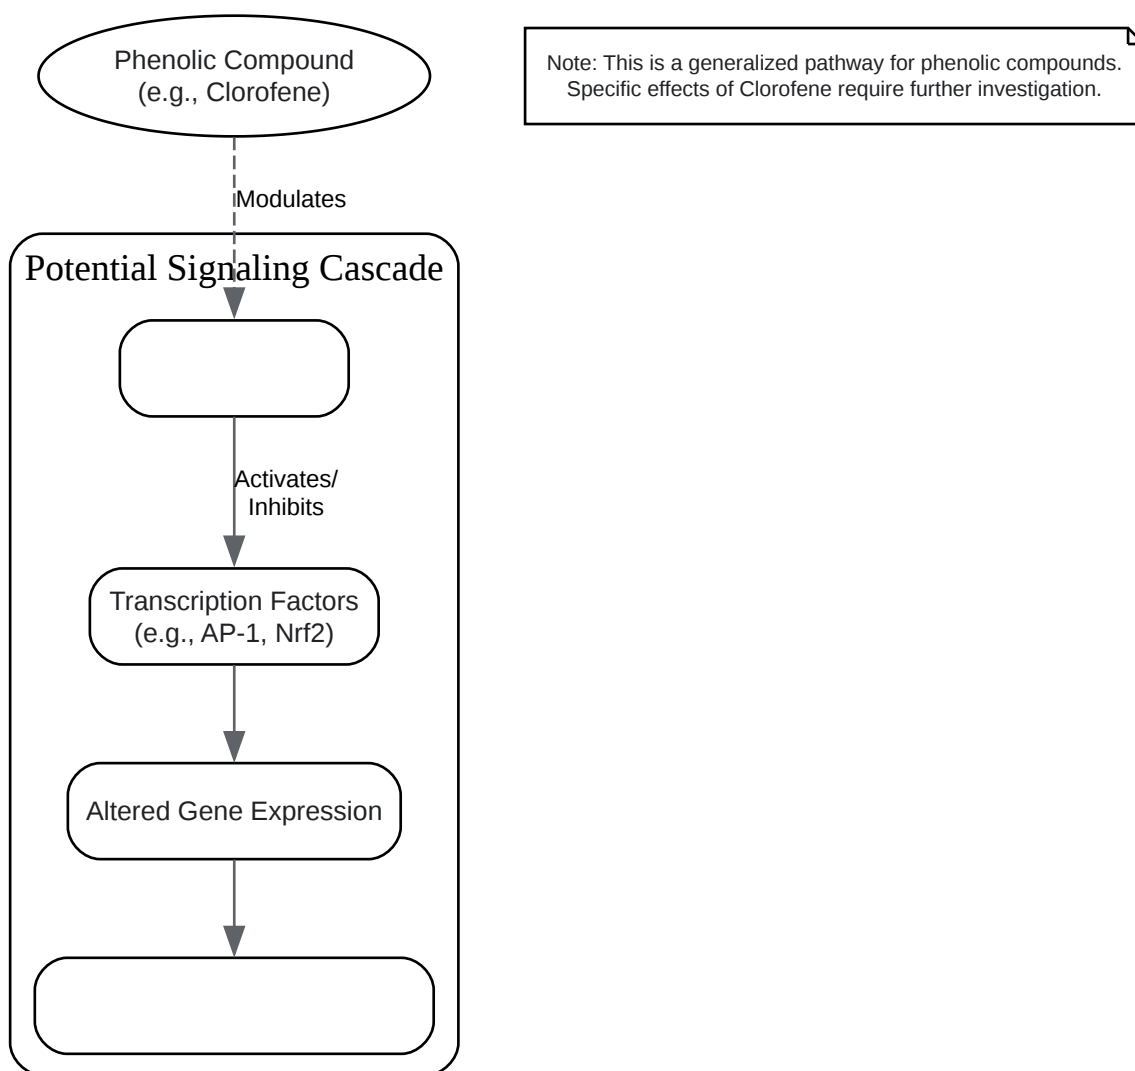 Phenolic Compound
(e.g., Clorofene)
Note: This is a generalized pathway for phenolic compounds.
Specific effects of Clorofene require further investigation.
Modulates
Potential Signaling Cascade
Activates/
Inhibits
Transcription Factors
(e.g., AP-1, Nrf2)
Altered Gene Expression